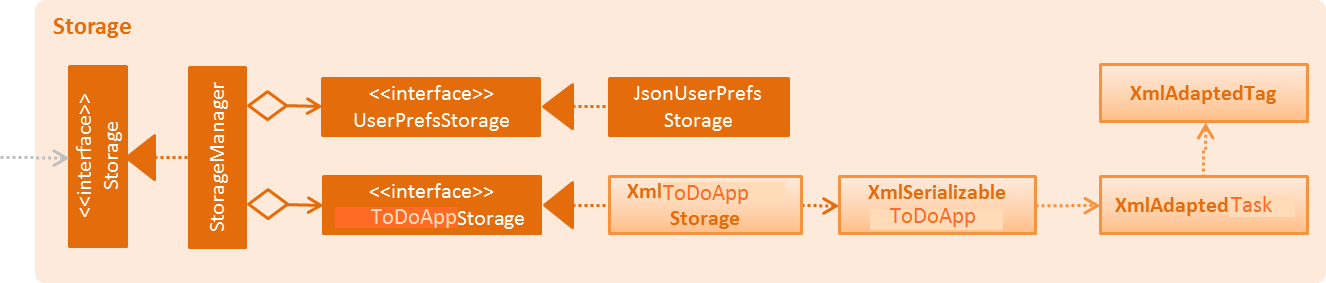 Storage
<<interface>>
Storage
StorageManager
<<interface>>
UserPrefsStorage
JsonUserPrefs
Storage
XmlAdaptedTag
<<interface>>
ToDoAppStorage
XmlToDoApp
Storage
XmlSerializable
ToDoApp
XmlAdaptedTask